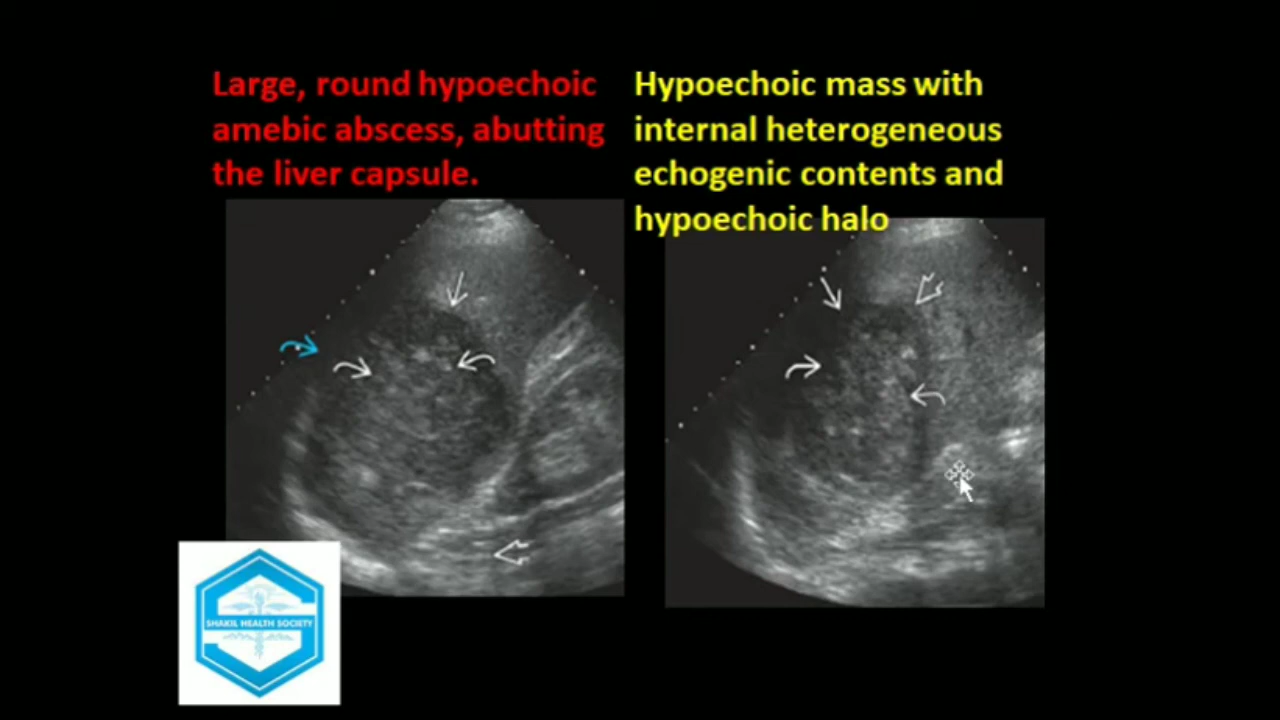 Large, round hypoechoic
amebic abscess, abutting
the liver capsule.
Hypoechoic mass with
internal heterogeneous
echogenic contents and
hypoechoic halo
SHAKIL HEALTH SOCIETY